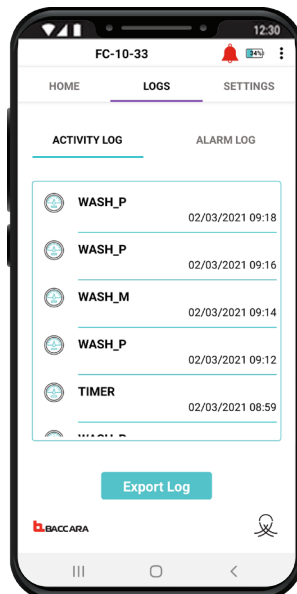 12:30
FC-10-33
34%
HOME LOGS SETTINGS
ACTIVITY LOG ALARM LOG
WASH_P
02/03/2021 09:18
WASH_P
02/03/2021 09:16
WASH_M
02/03/2021 09:14
WASH_P
02/03/2021 09:12
TIMER
02/03/2021 08:59
Export Log
b.BACCARA